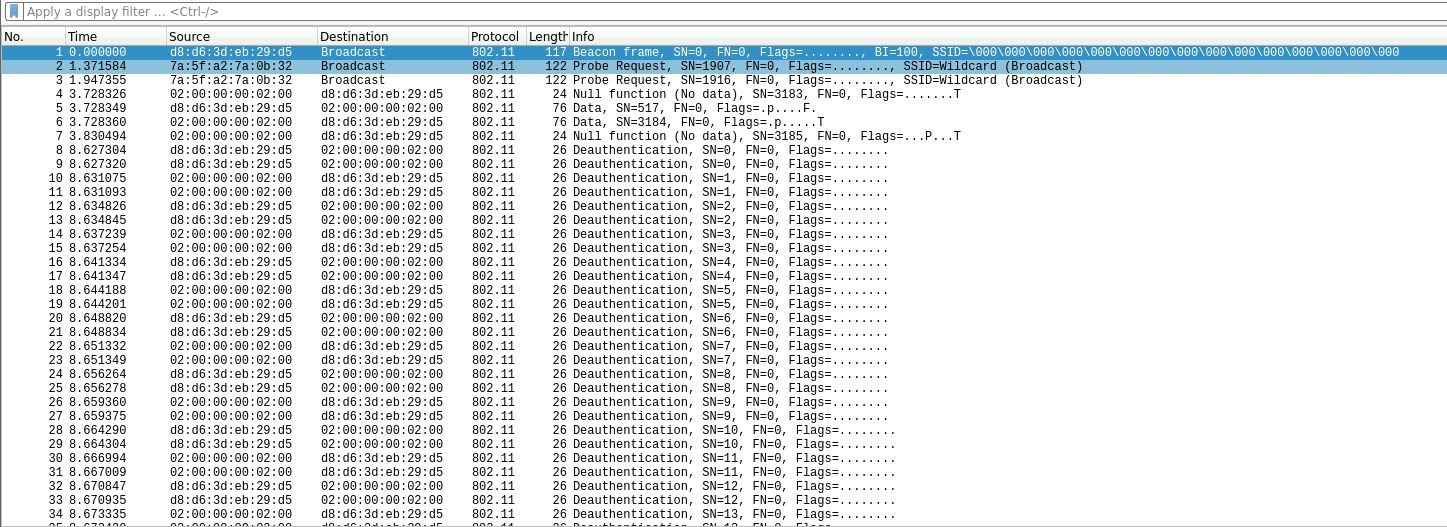 Apply a display filter … <Ctrl-/>
No. Time Source Destination Protocol Length Info
1 0.000000 d8:d6:3d:eb:29:d5 Broadcast 802.11 117 Beacon frame, SN=0, FN=0, Flags=........, BI=100, SSID=\000\000\000\000\000\000\000\000\000\000\000\000\000\000\000
2 1.371584 7a:5f:a2:7a:0b:32 Broadcast 802.11 122 Probe Request, SN=1907, FN=0, Flags=........, SSID=Wildcard (Broadcast)
3 1.947355 7a:5f:a2:7a:0b:32 Broadcast 802.11 122 Probe Request, SN=1916, FN=0, Flags=........, SSID=Wildcard (Broadcast)
4 3.728326 02:00:00:00:02:00 d8:d6:3d:eb:29:d5 802.11 24 Null function (No data), SN=3183, FN=0, Flags=.......T
5 3.728349 d8:d6:3d:eb:29:d5 02:00:00:00:02:00 802.11 76 Data, SN=517, FN=0, Flags=.p....F.
6 3.728360 02:00:00:00:02:00 d8:d6:3d:eb:29:d5 802.11 76 Data, SN=3184, FN=0, Flags=.p.....T
7 3.830494 02:00:00:00:02:00 d8:d6:3d:eb:29:d5 802.11 24 Null function (No data), SN=3185, FN=0, Flags=...P...T
8 8.627304 d8:d6:3d:eb:29:d5 02:00:00:00:02:00 802.11 26 Deauthentication, SN=0, FN=0, Flags=........
9 8.627320 d8:d6:3d:eb:29:d5 02:00:00:00:02:00 802.11 26 Deauthentication, SN=0, FN=0, Flags=........
10 8.631075 02:00:00:00:02:00 d8:d6:3d:eb:29:d5 802.11 26 Deauthentication, SN=1, FN=0, Flags=........
11 8.631093 02:00:00:00:02:00 d8:d6:3d:eb:29:d5 802.11 26 Deauthentication, SN=1, FN=0, Flags=........
12 8.634826 d8:d6:3d:eb:29:d5 02:00:00:00:02:00 802.11 26 Deauthentication, SN=2, FN=0, Flags=........
13 8.634845 d8:d6:3d:eb:29:d5 02:00:00:00:02:00 802.11 26 Deauthentication, SN=2, FN=0, Flags=........
14 8.637239 02:00:00:00:02:00 d8:d6:3d:eb:29:d5 802.11 26 Deauthentication, SN=3, FN=0, Flags=........
15 8.637254 02:00:00:00:02:00 d8:d6:3d:eb:29:d5 802.11 26 Deauthentication, SN=3, FN=0, Flags=........
16 8.641334 d8:d6:3d:eb:29:d5 02:00:00:00:02:00 802.11 26 Deauthentication, SN=4, FN=0, Flags=........
17 8.641347 d8:d6:3d:eb:29:d5 02:00:00:00:02:00 802.11 26 Deauthentication, SN=4, FN=0, Flags=........
18 8.644188 02:00:00:00:02:00 d8:d6:3d:eb:29:d5 802.11 26 Deauthentication, SN=5, FN=0, Flags=........
19 8.644201 02:00:00:00:02:00 d8:d6:3d:eb:29:d5 802.11 26 Deauthentication, SN=5, FN=0, Flags=........
20 8.648820 d8:d6:3d:eb:29:d5 02:00:00:00:02:00 802.11 26 Deauthentication, SN=6, FN=0, Flags=........
21 8.648834 d8:d6:3d:eb:29:d5 02:00:00:00:02:00 802.11 26 Deauthentication, SN=6, FN=0, Flags=........
22 8.651332 02:00:00:00:02:00 d8:d6:3d:eb:29:d5 802.11 26 Deauthentication, SN=7, FN=0, Flags=........
23 8.651349 02:00:00:00:02:00 d8:d6:3d:eb:29:d5 802.11 26 Deauthentication, SN=7, FN=0, Flags=........
24 8.656264 d8:d6:3d:eb:29:d5 02:00:00:00:02:00 802.11 26 Deauthentication, SN=8, FN=0, Flags=........
25 8.656278 d8:d6:3d:eb:29:d5 02:00:00:00:02:00 802.11 26 Deauthentication, SN=8, FN=0, Flags=........
26 8.659360 02:00:00:00:02:00 d8:d6:3d:eb:29:d5 802.11 26 Deauthentication, SN=9, FN=0, Flags=........
27 8.659375 02:00:00:00:02:00 d8:d6:3d:eb:29:d5 802.11 26 Deauthentication, SN=9, FN=0, Flags=........
28 8.664290 d8:d6:3d:eb:29:d5 02:00:00:00:02:00 802.11 26 Deauthentication, SN=10, FN=0, Flags=........
29 8.664304 d8:d6:3d:eb:29:d5 02:00:00:00:02:00 802.11 26 Deauthentication, SN=10, FN=0, Flags=........
30 8.666994 02:00:00:00:02:00 d8:d6:3d:eb:29:d5 802.11 26 Deauthentication, SN=11, FN=0, Flags=........
31 8.667009 02:00:00:00:02:00 d8:d6:3d:eb:29:d5 802.11 26 Deauthentication, SN=11, FN=0, Flags=........
32 8.670847 d8:d6:3d:eb:29:d5 02:00:00:00:02:00 802.11 26 Deauthentication, SN=12, FN=0, Flags=........
33 8.670935 d8:d6:3d:eb:29:d5 02:00:00:00:02:00 802.11 26 Deauthentication, SN=12, FN=0, Flags=........
34 8.673335 02:00:00:00:02:00 d8:d6:3d:eb:29:d5 802.11 26 Deauthentication, SN=13, FN=0, Flags=........